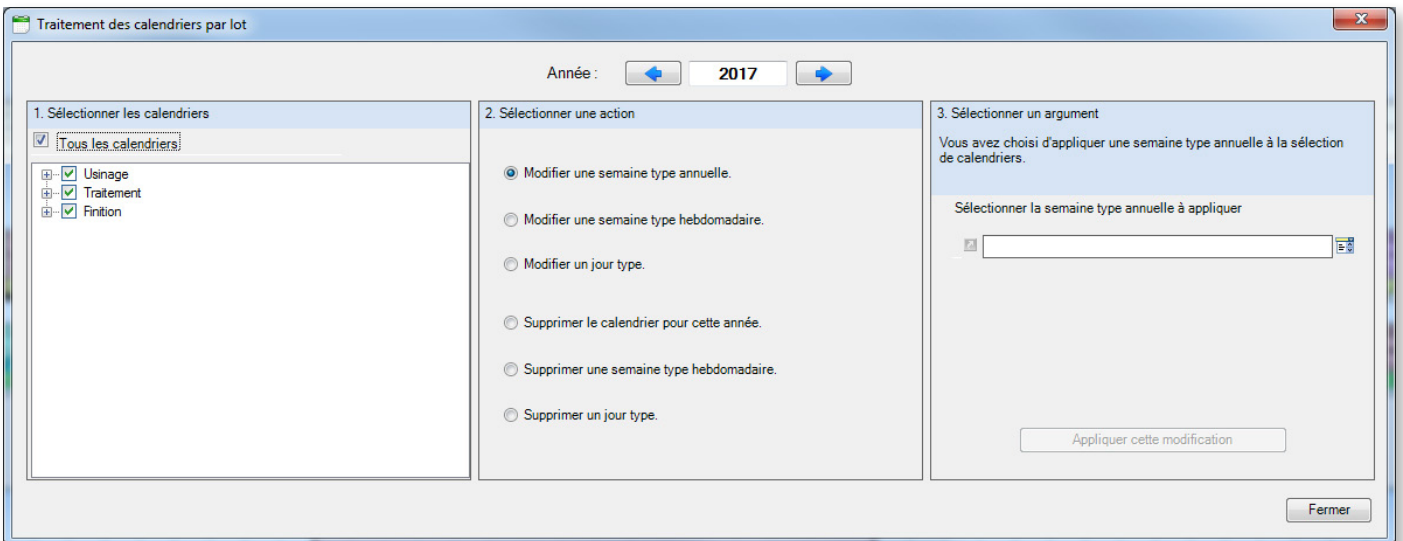 Traitement des calendriers par lot
Année :
2017
1. Sélectionner les calendriers
Tous les calendriers
Usinage
Traitement
Finition
2. Sélectionner une action
Modifier une semaine type annuelle.
Modifier une semaine type hebdomadaire.
Modifier un jour type.
Supprimer le calendrier pour cette année.
Supprimer une semaine type hebdomadaire.
Supprimer un jour type.
3. Sélectionner un argument
Vous avez choisi d'appliquer une semaine type annuelle à la sélection
de calendriers.
Sélectionner la semaine type annuelle à appliquer
Appliquer cette modification
Fermer